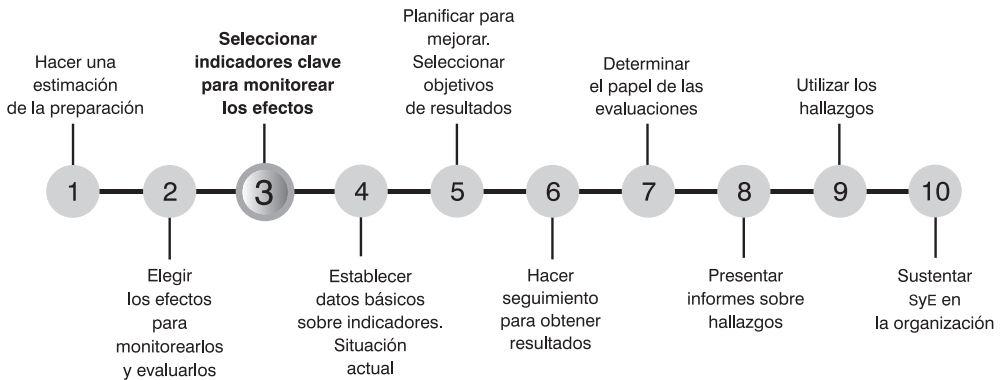 Hacer una
estimación
de la preparación
Seleccionar
indicadores clave
para monitorear
los efectos
Planificar para
mejorar.
Seleccionar
objetivos
de resultados
Determinar
el papel de las
evaluaciones
Utilizar los
hallazgos
1 2 3 4 5 6 7 8 9 10
Elegir
los efectos
para
monitorearlos
y evaluarlos
Establecer
datos básicos
sobre indicadores.
Situación
actual
Hacer
seguimiento
para obtener
resultados
Presentar
informes sobre
hallazgos
Sustentar
SyE en
la organización